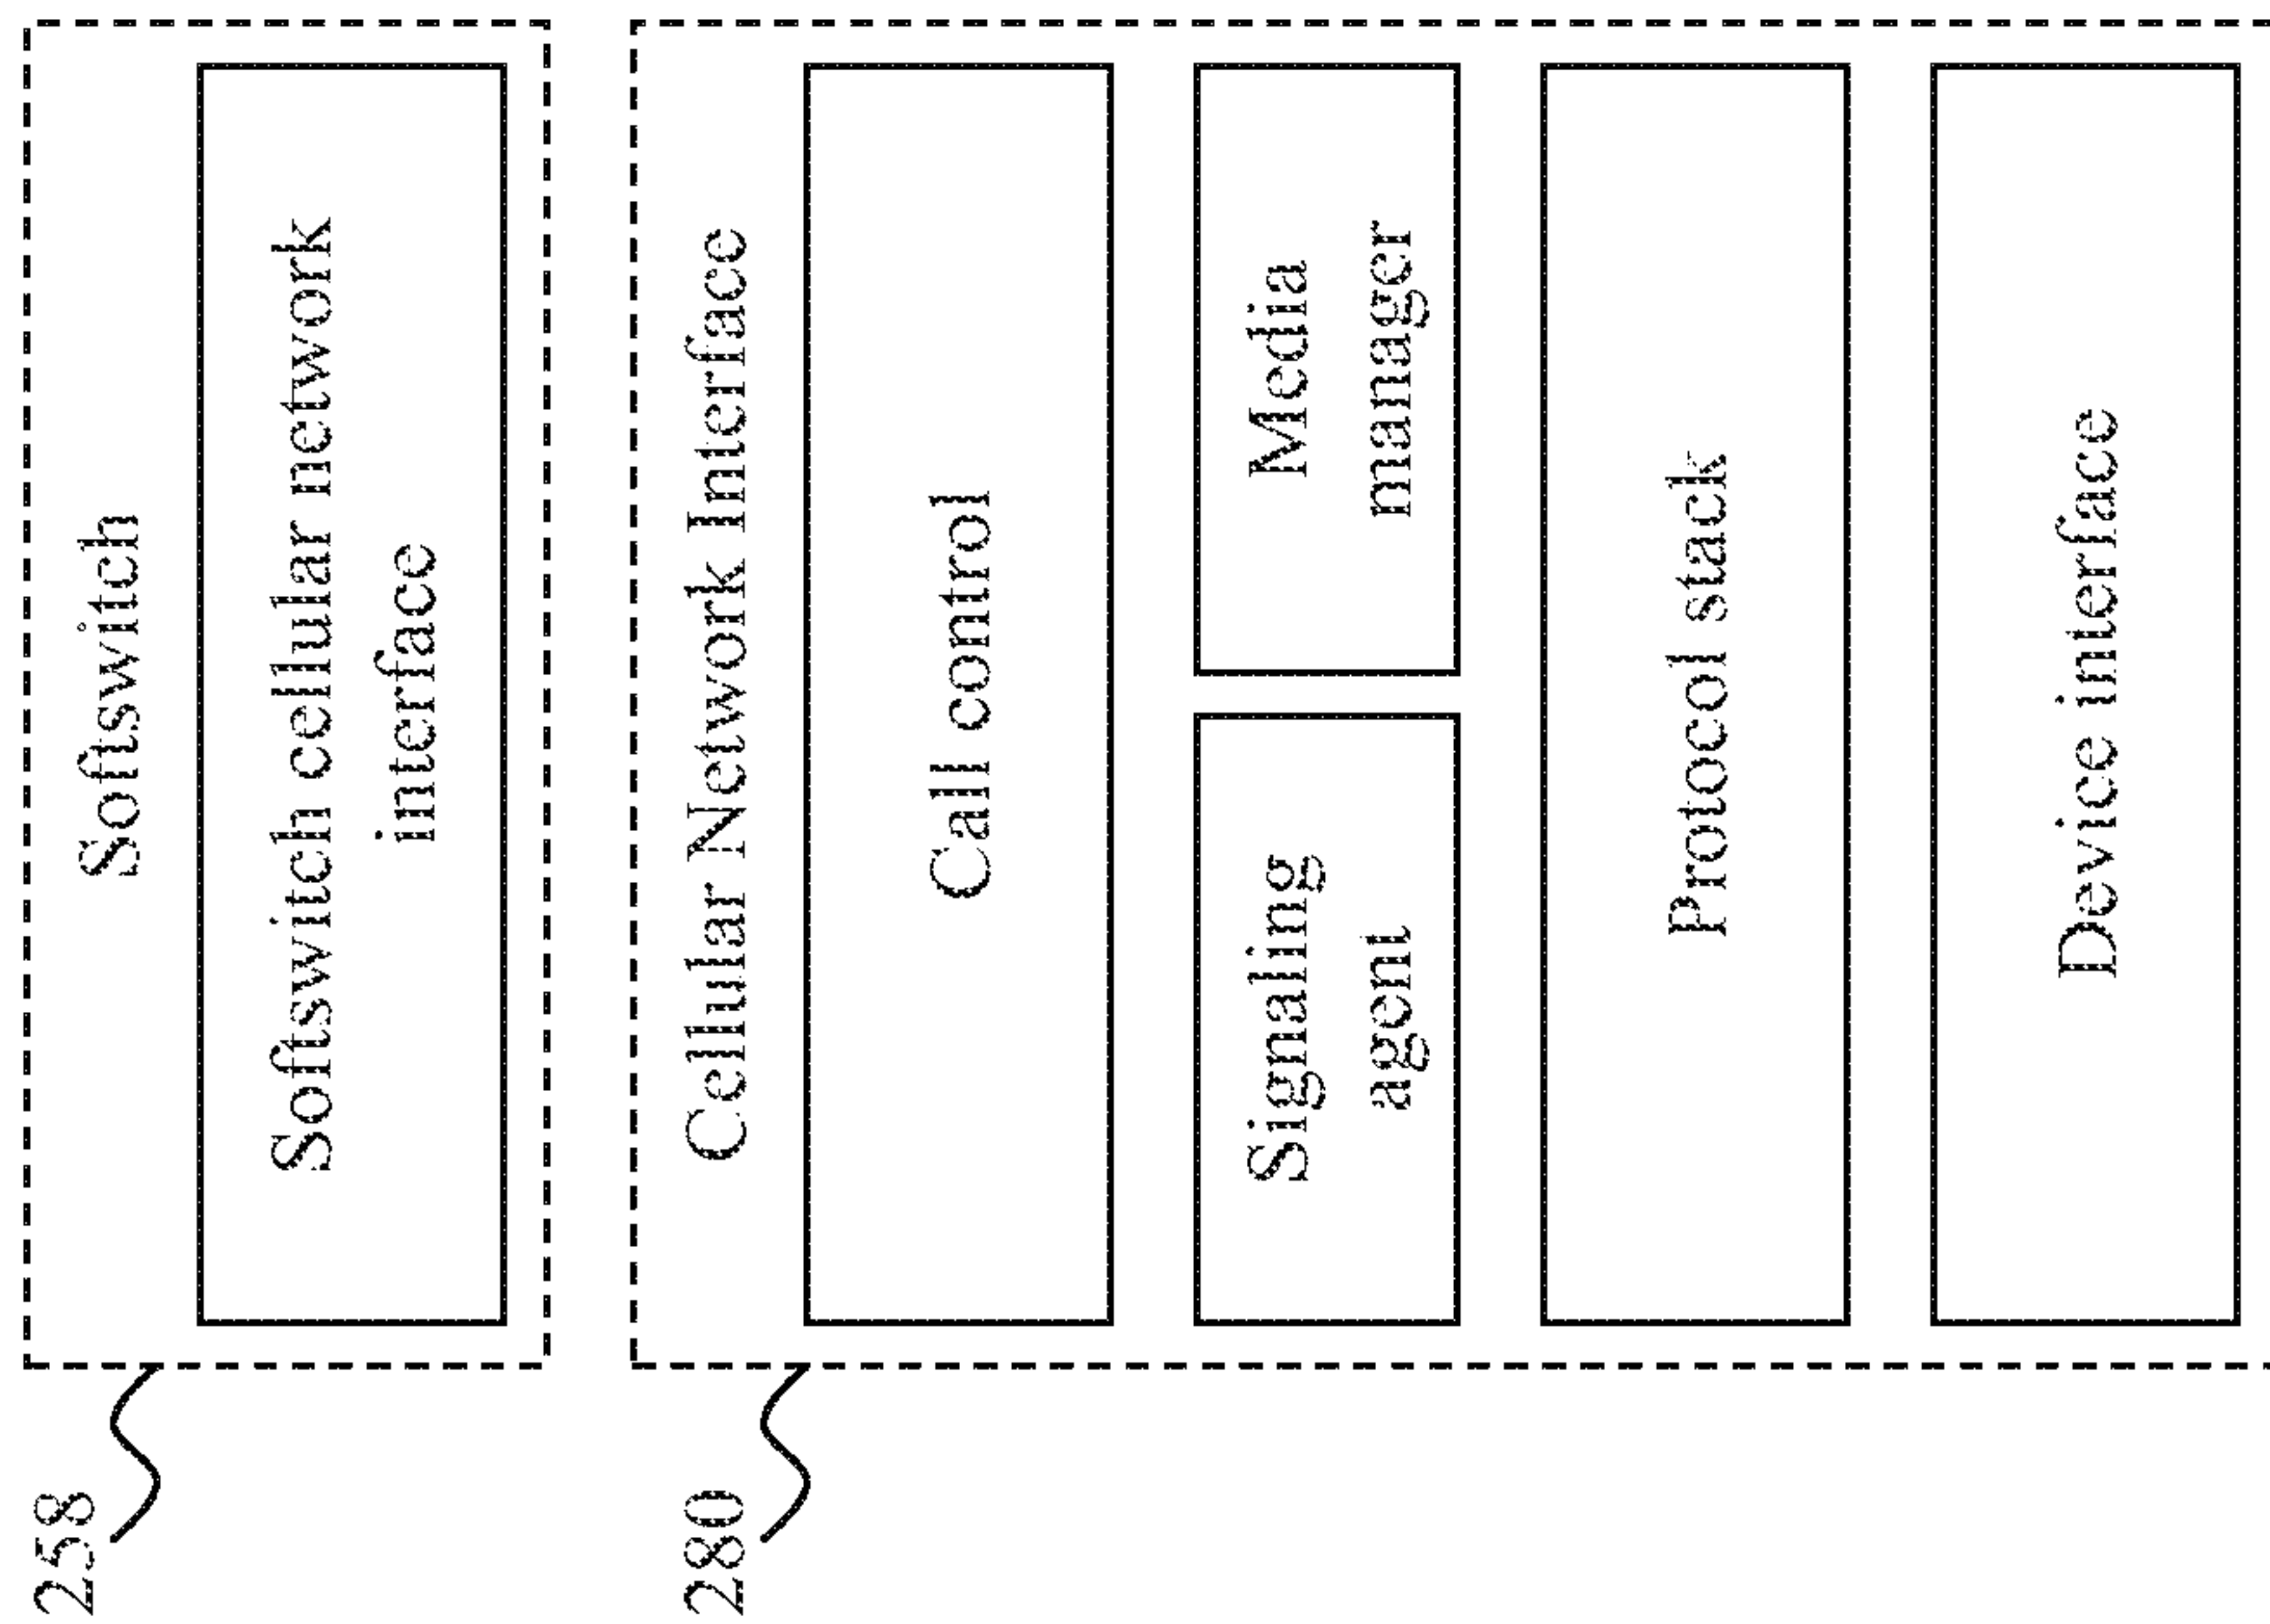 258
Softswitch
Softswitch cellular network
interface
280
Cellular Network Interface
Call control
Signaling
agent
Media
manager
Protocol stack
Device interface